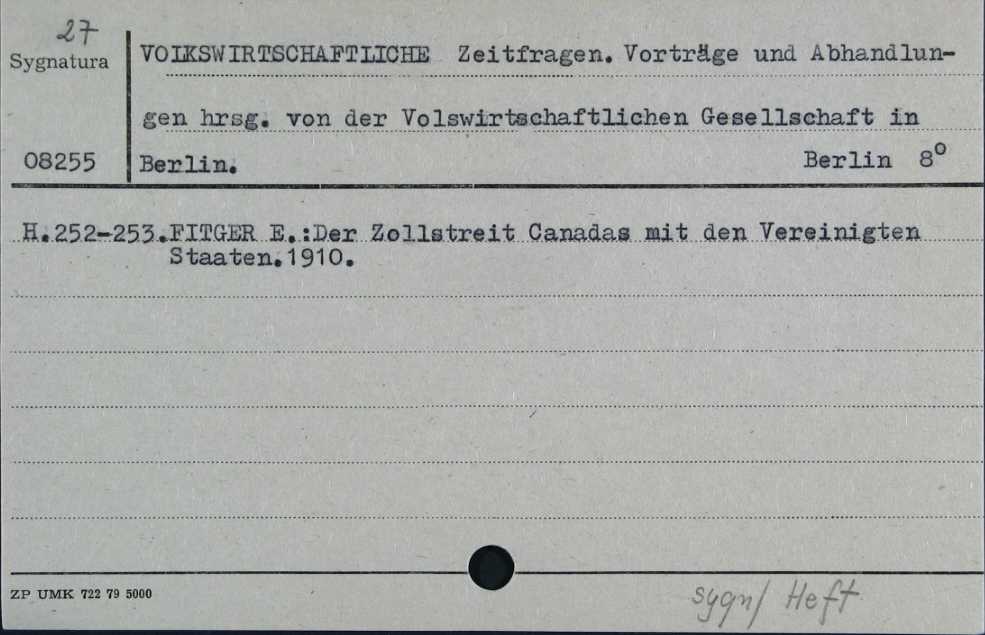 27
Sygnatura
VOLKSWIRTSCHAFTLICHE Zeitfragen. Vorträge und Abhandlun-
gen hrsg. von der Volswirtschaftlichen Gesellschaft in
08255 Berlin. Berlin 8°
H.252-253.FITGER E.:Der Zollstreit Canadas mit den Vereinigten
Staaten.1910.
ZP UMK 722 79 5000
sygn/ Heft